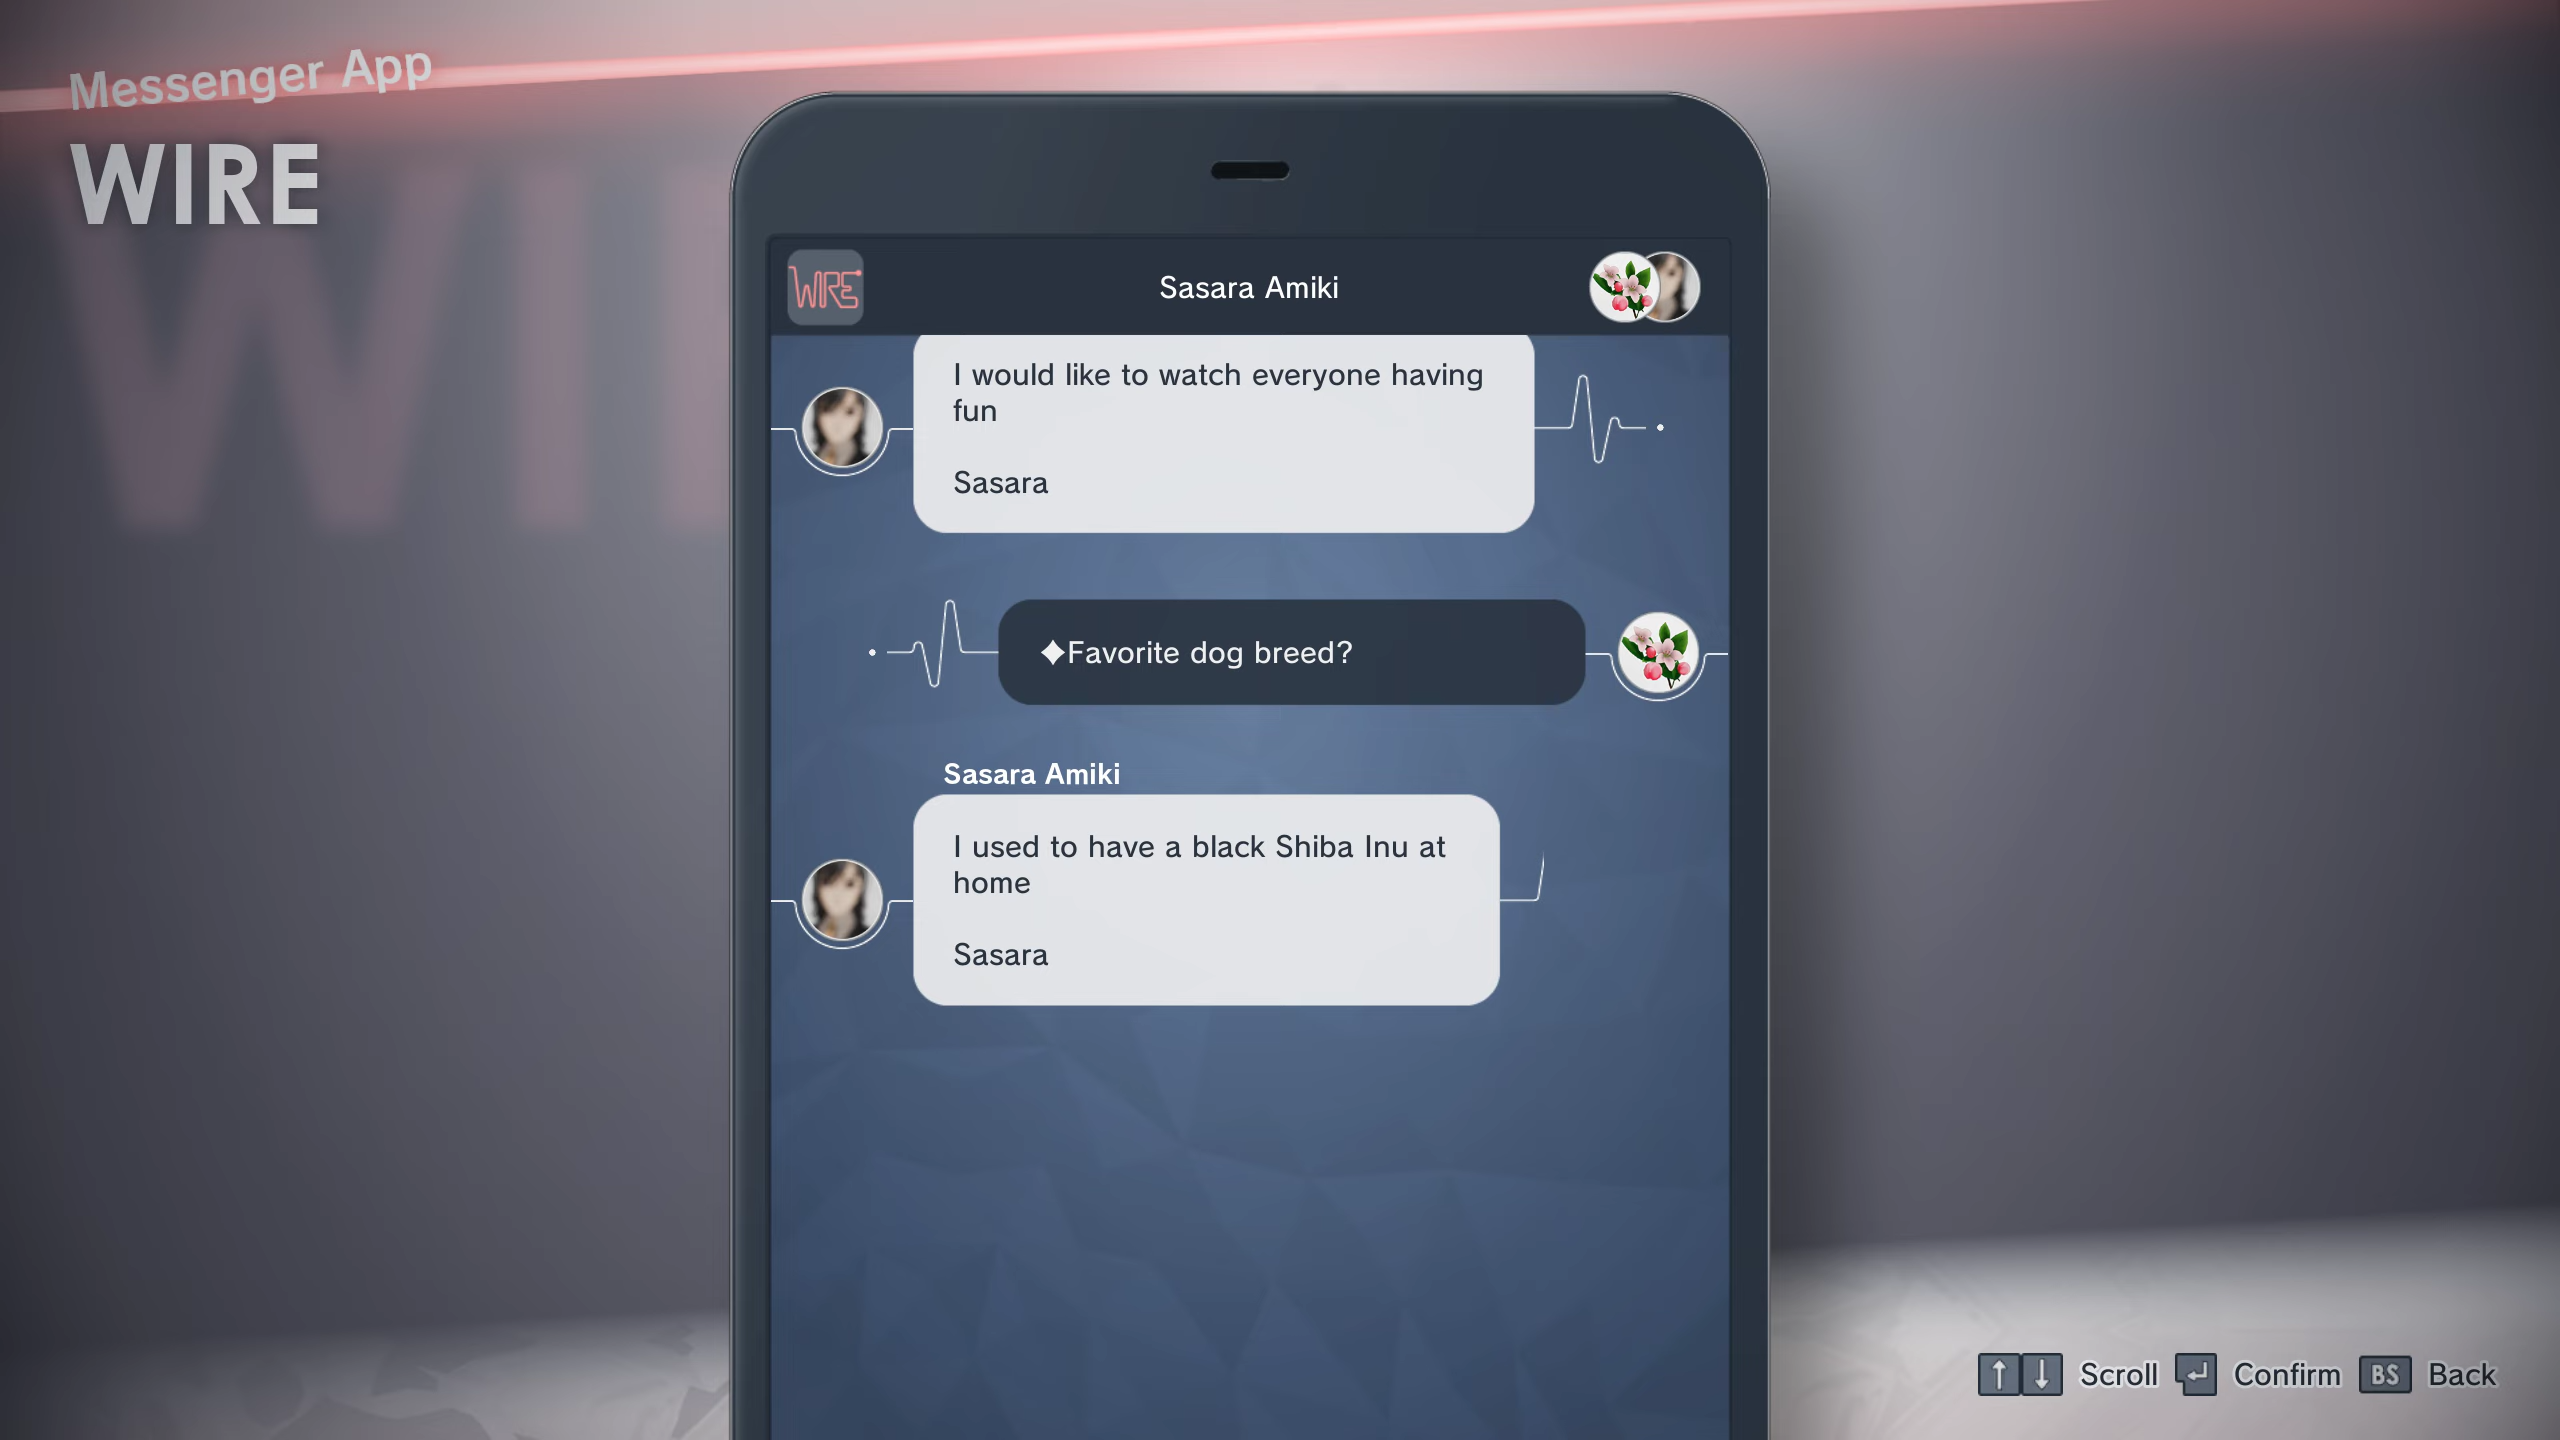 Messenger App
WIRE
WIRE
Sasara Amiki
I would like to watch everyone having
fun
Sasara
✦Favorite dog breed?
Sasara Amiki
I used to have a black Shiba Inu at
home
Sasara
↑ ↓ Scroll ↵ Confirm BS Back